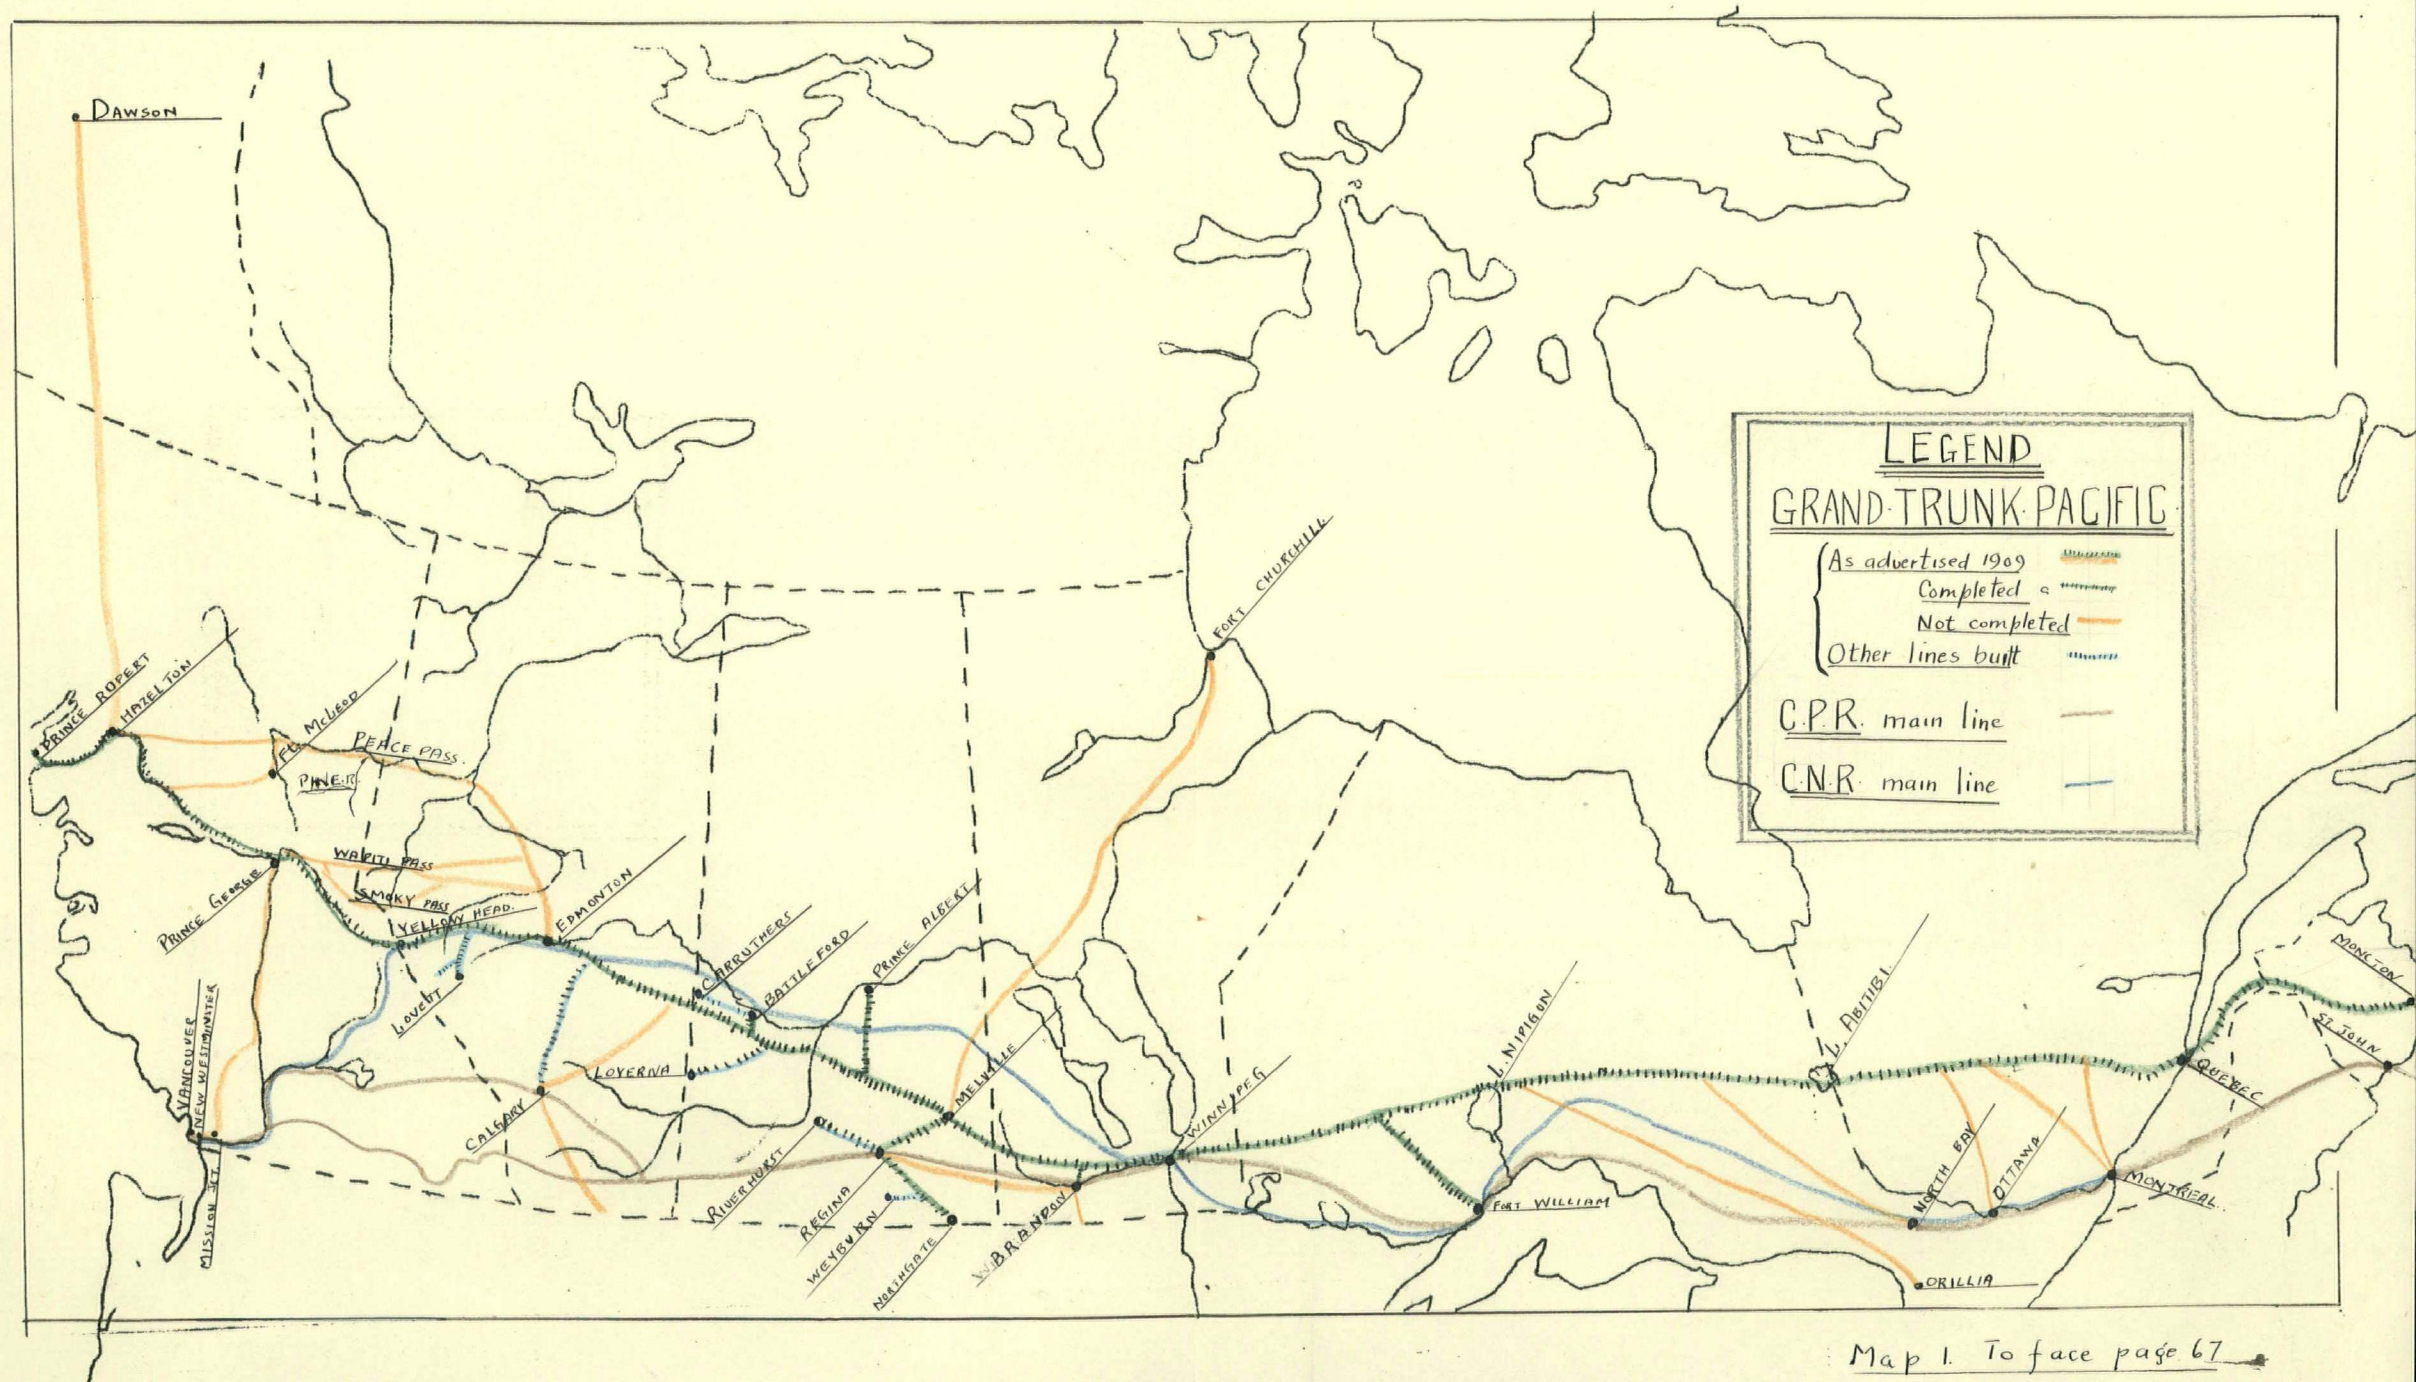 DAWSON
FORT CHURCHILL
LEGEND
GRAND·TRUNK·PACIFIC
As advertised 1909
Completed
Not completed
Other lines built
C.P.R. main line
C.N.R. main line
PRINCE ROPERT
HAZELTON
Ft. McLEOD
PEACE PASS.
PINE.R.
WAPITI PASS
SMOKY PASS
YELLOW HEAD.
PRINCE GEORGE
EDMONTON
CARRUTHERS
BATTLEFORD
PRINCE ALBERT
LOVETT
VANCOUVER
NEW WESTMINISTER
MISSION JCT.
CALGARY
LOVERNA
MELVILLE
WINNIPEG
L. NIPIGON
L. ABITIBI
MONCTON
ST. JOHN
QUEBEC
RIVERHURST
REGINA
WEYBURN
NORTHGATE
BRANDON
FORT WILLIAM
NORTH BAY
OTTAWA
MONTREAL
ORILLIA
Map 1. To face page 67